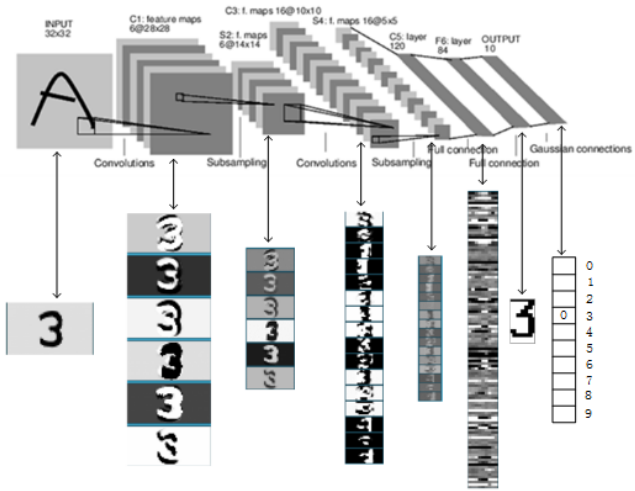 INPUT
32x32
C1: feature maps
6@28x28
C3: f. maps 16@10x10
S2: f. maps
6@14x14
S4: f. maps 16@5x5
C5: layer
120
F6: layer
84
OUTPUT
10
A
Convolutions
Subsampling
Convolutions
Subsampling
Full connection
Full connection
Gaussian connections
3
3
0
0
1
2
3
4
5
6
7
8
9